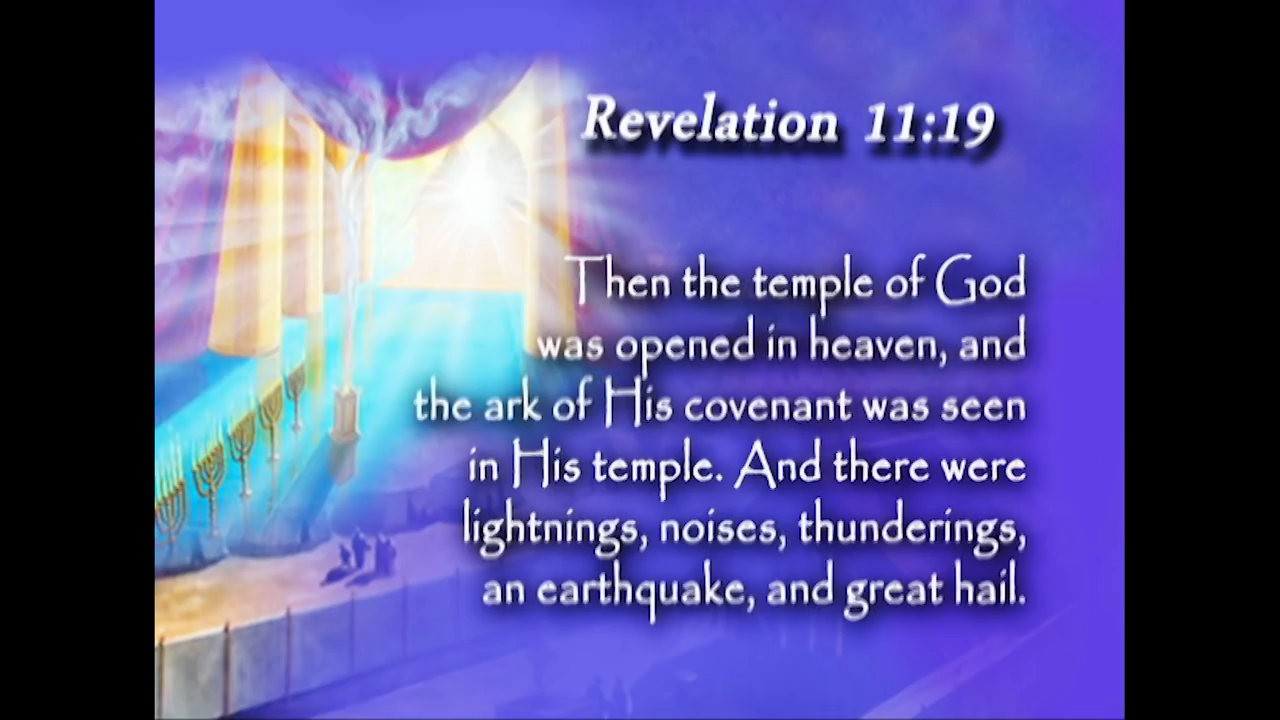 Revelation 11:19
Then the temple of God
was opened in heaven, and
the ark of His covenant was seen
in His temple. And there were
lightnings, noises, thunderings,
an earthquake, and great hail.